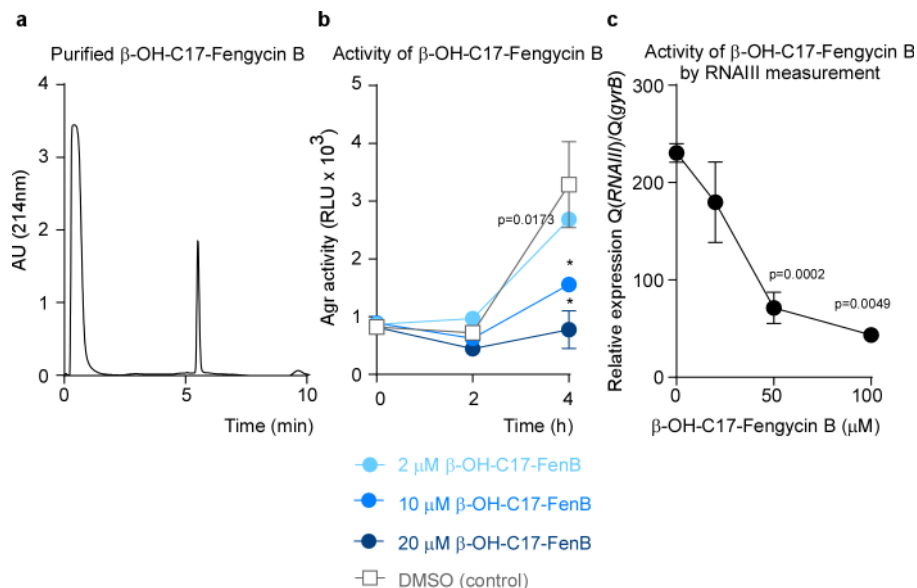 a
Purified β-OH-C17-Fengycin B
4
3
2
1
0
AU (214nm)
0
5
10
Time (min)
b
Activity of β-OH-C17-Fengycin B
5
4
3
2
1
0
Agr activity (RLU x 10³)
p=0.0173
*
*
0
2
4
Time (h)
2 μM β-OH-C17-FenB
10 μM β-OH-C17-FenB
20 μM β-OH-C17-FenB
DMSO (control)
c
Activity of β-OH-C17-Fengycin B
by RNAIII measurement
300
200
100
0
Relative expression Q(RNAIII)/Q(gyrB)
p=0.0002
p=0.0049
0
50
100
β-OH-C17-Fengycin B (μM)